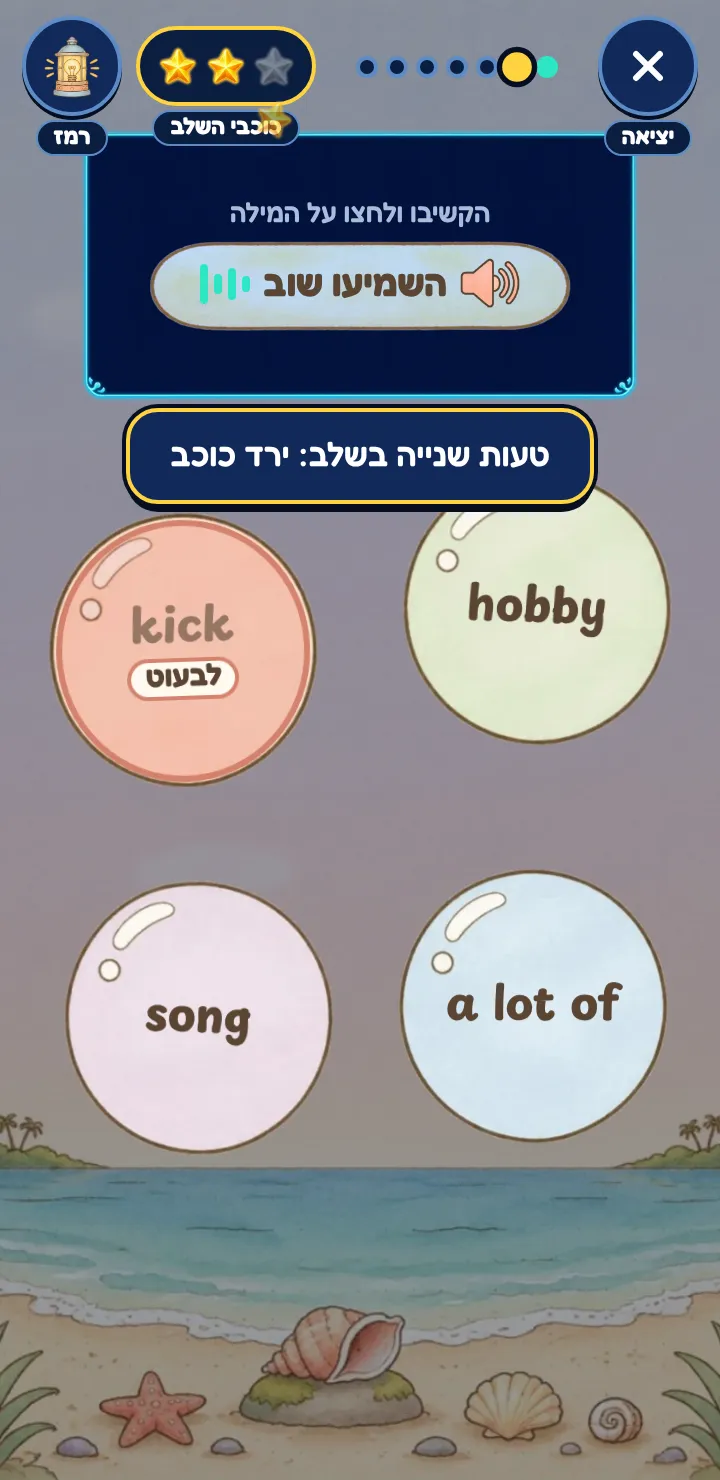 רמז
כוכבי השלב
יציאה
הקשיבו ולחצו על המילה
השמיעו שוב
טעות שנייה בשלב: ירד כוכב
kick
לבעוט
hobby
song
a lot of